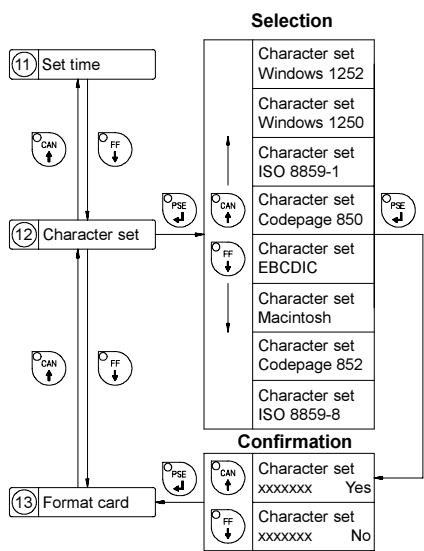 Selection
11 Set time
Character set
Windows 1252
Character set
Windows 1250
CAN
FF
Character set
ISO 8859-1
PSE
CAN
Character set
Codepage 850
PSE
12 Character set
FF
Character set
EBCDIC
Character set
Macintosh
CAN
FF
Character set
Codepage 852
Character set
ISO 8859-8
Confirmation
PSE
CAN
Character set
xxxxxxx Yes
13 Format card
FF
Character set
xxxxxxx No